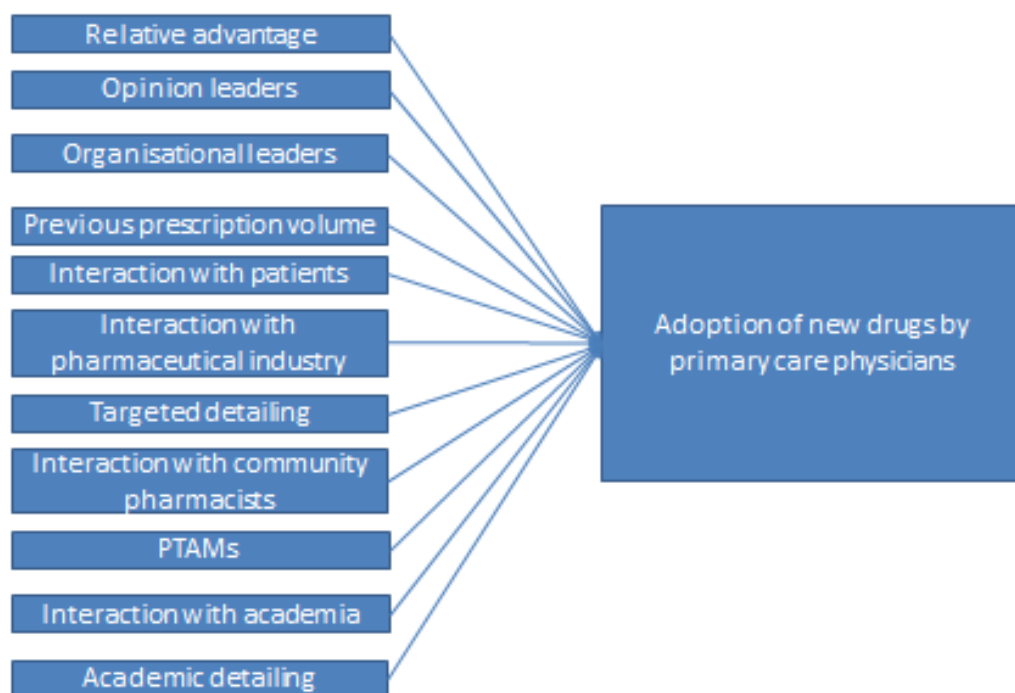 Relative advantage
Opinion leaders
Organisational leaders
Previous prescription volume
Interaction with patients
Interaction with
pharmaceutical industry
Targeted detailing
Interaction with community
pharmacists
PTAMs
Interaction with academia
Academic detailing
Adoption of new drugs by
primary care physicians